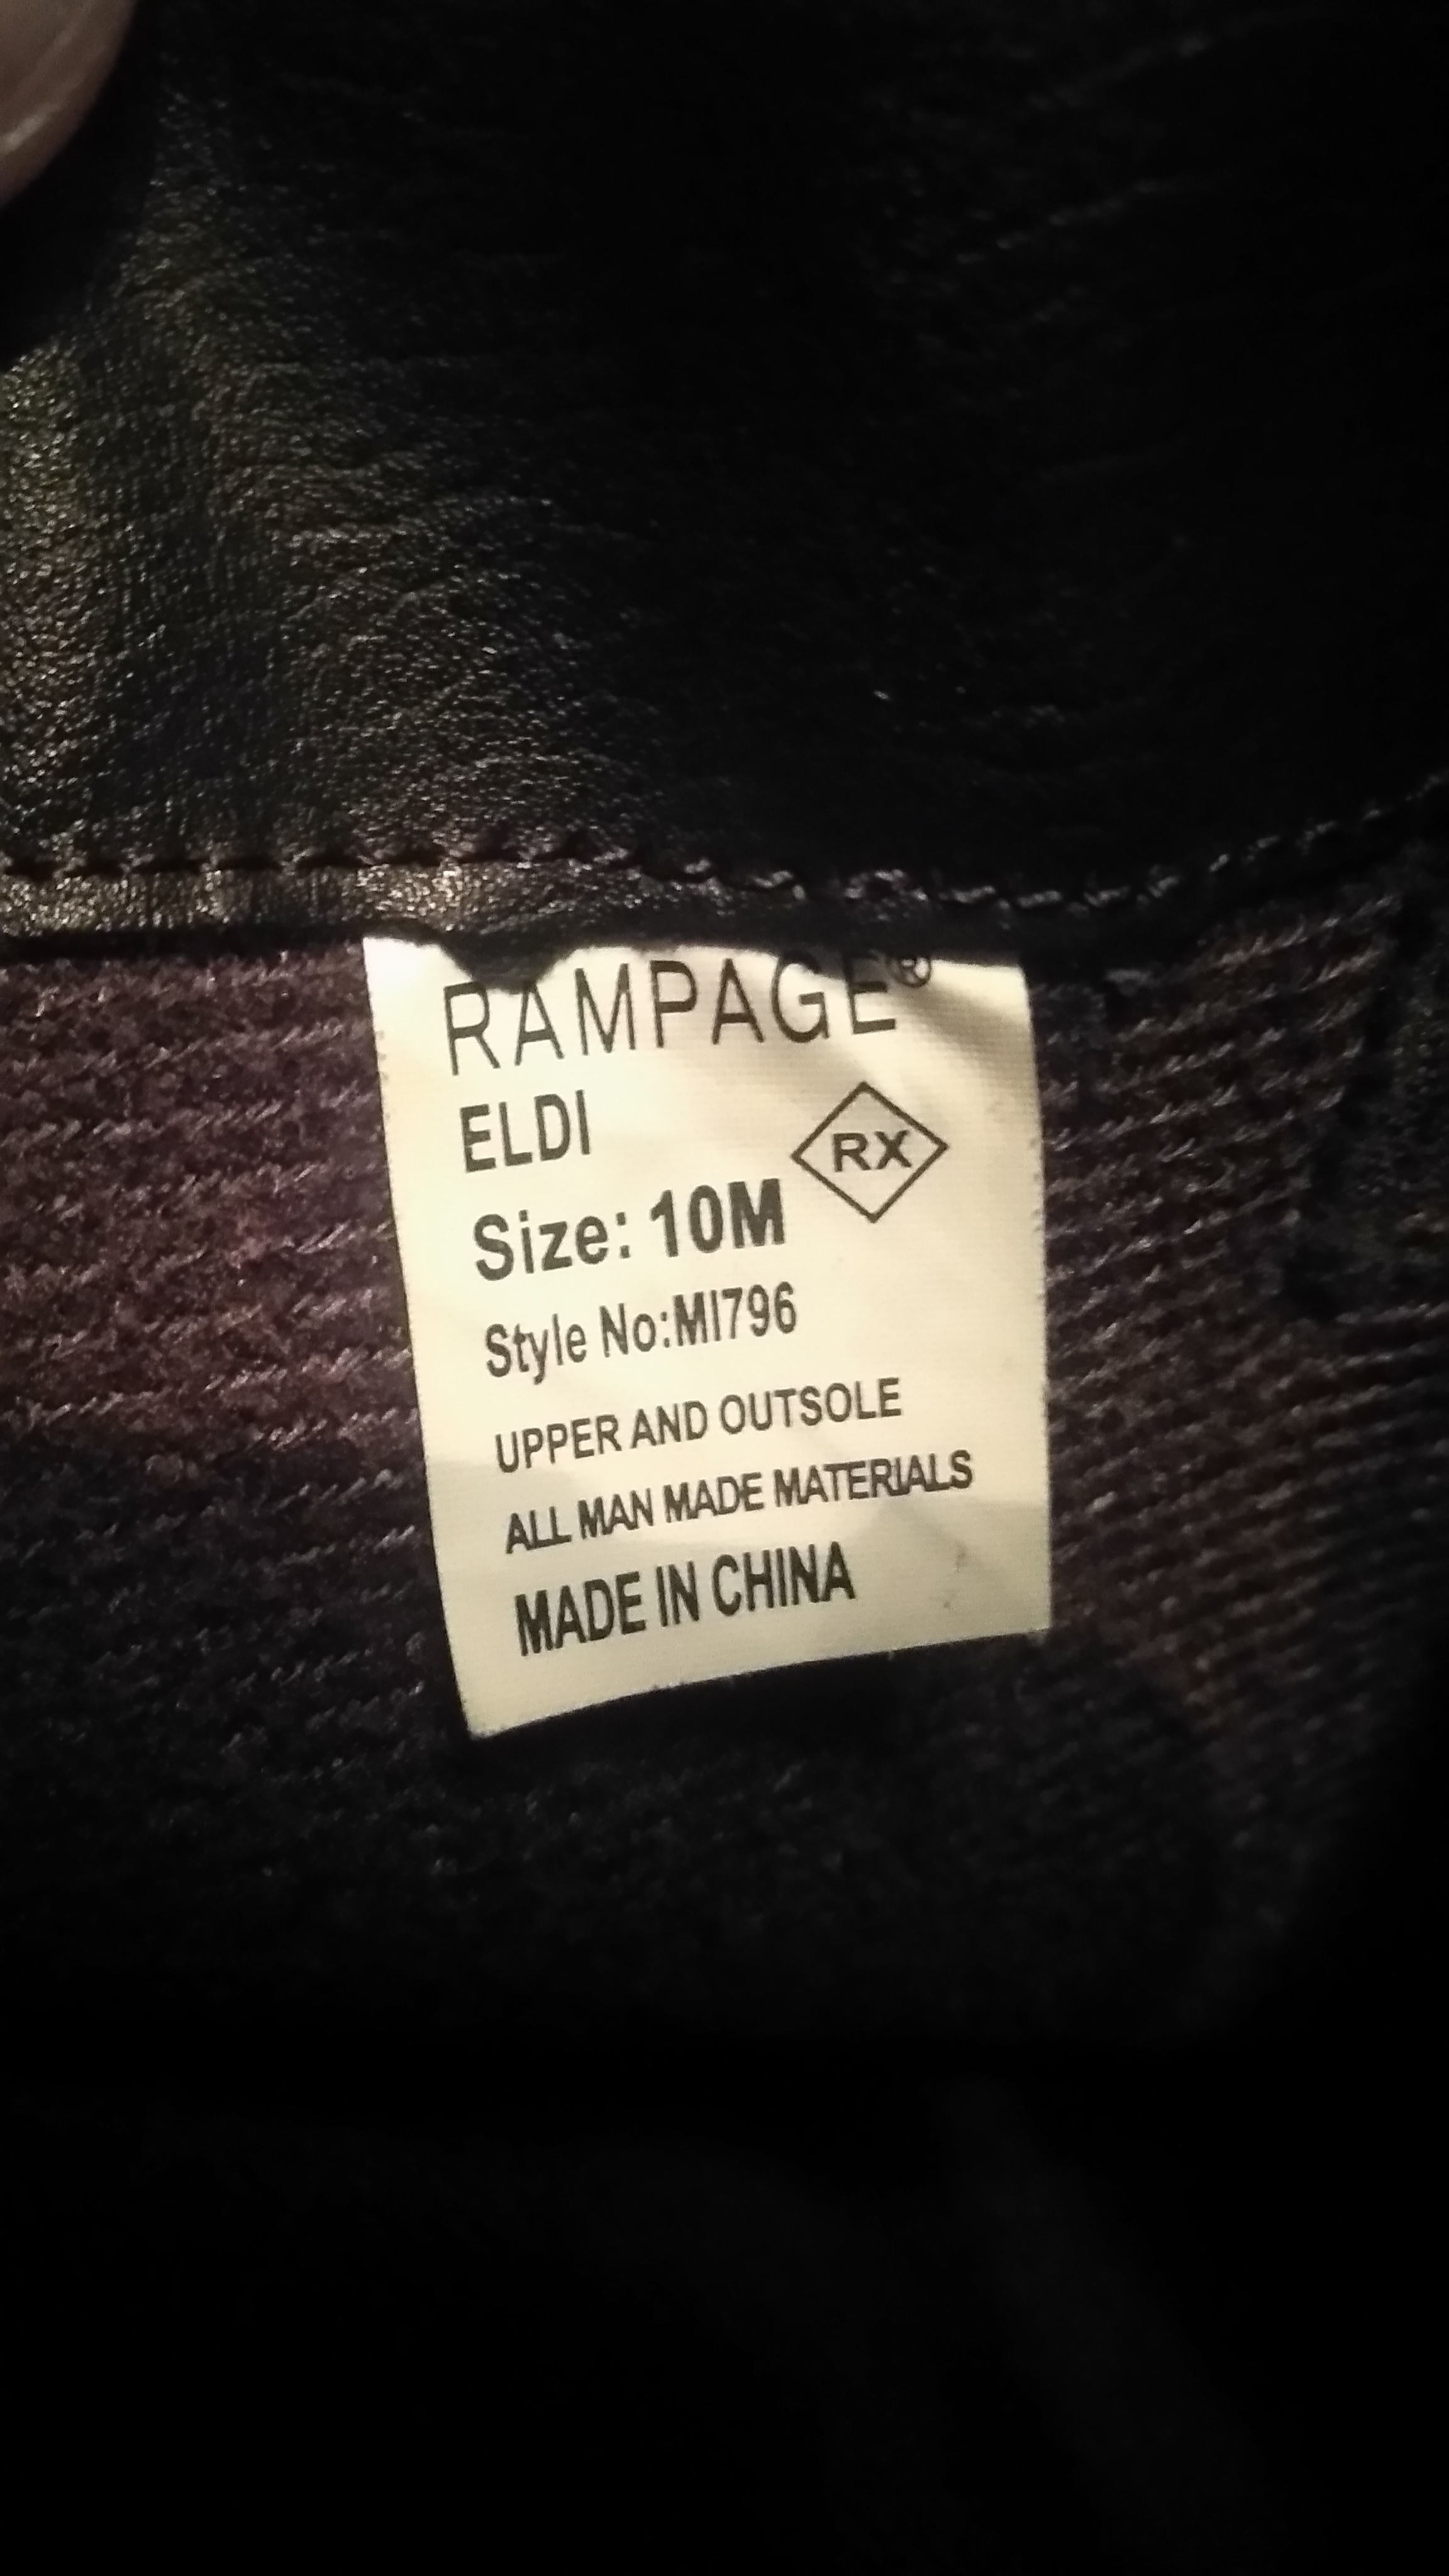 RAMPAGE®
ELDI
RX
Size: 10M
Style No:MI796
UPPER AND OUTSOLE
ALL MAN MADE MATERIALS
MADE IN CHINA